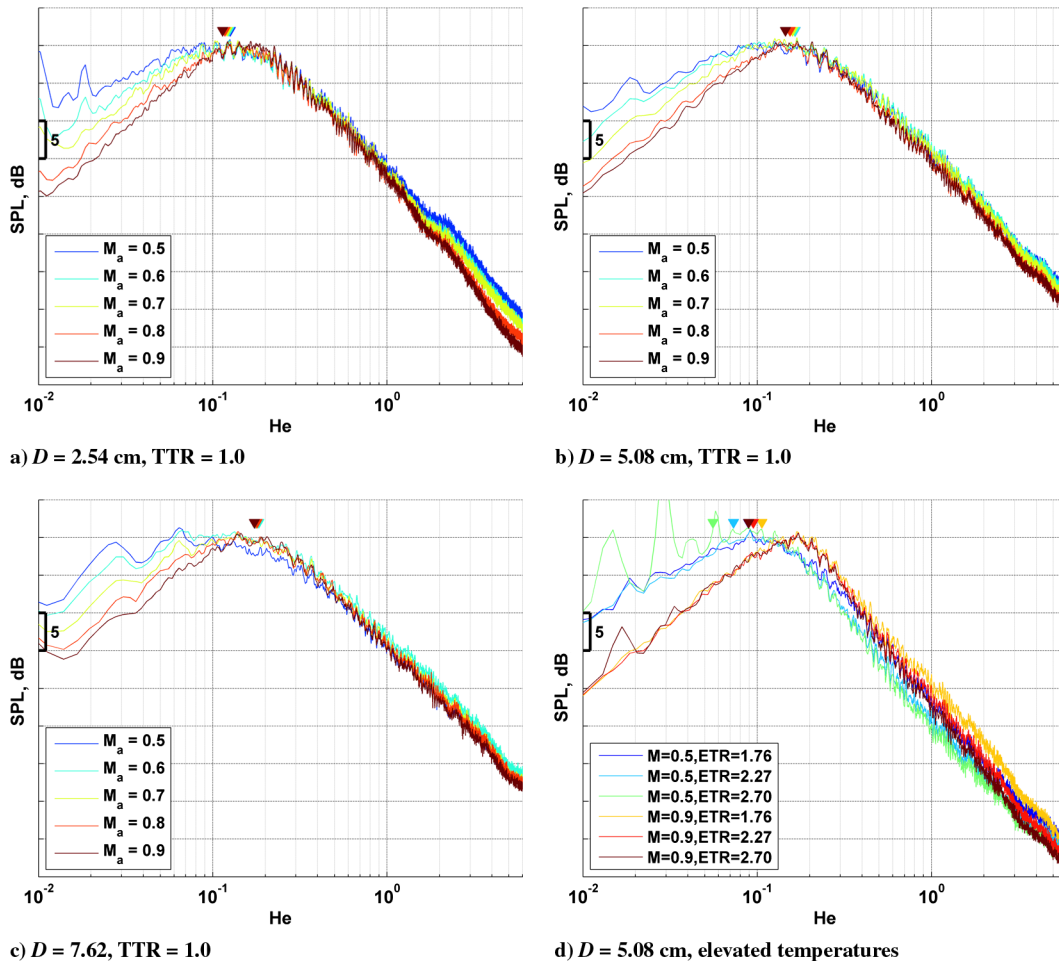 SPL, dB
5
M_a = 0.5
M_a = 0.6
M_a = 0.7
M_a = 0.8
M_a = 0.9
10^-2 10^-1 10^0
He
a) D = 2.54 cm, TTR = 1.0
SPL, dB
5
M_a = 0.5
M_a = 0.6
M_a = 0.7
M_a = 0.8
M_a = 0.9
10^-2 10^-1 10^0
He
b) D = 5.08 cm, TTR = 1.0
SPL, dB
5
M_a = 0.5
M_a = 0.6
M_a = 0.7
M_a = 0.8
M_a = 0.9
10^-2 10^-1 10^0
He
c) D = 7.62, TTR = 1.0
SPL, dB
5
M=0.5,ETR=1.76
M=0.5,ETR=2.27
M=0.5,ETR=2.70
M=0.9,ETR=1.76
M=0.9,ETR=2.27
M=0.9,ETR=2.70
10^-2 10^-1 10^0
He
d) D = 5.08 cm, elevated temperatures